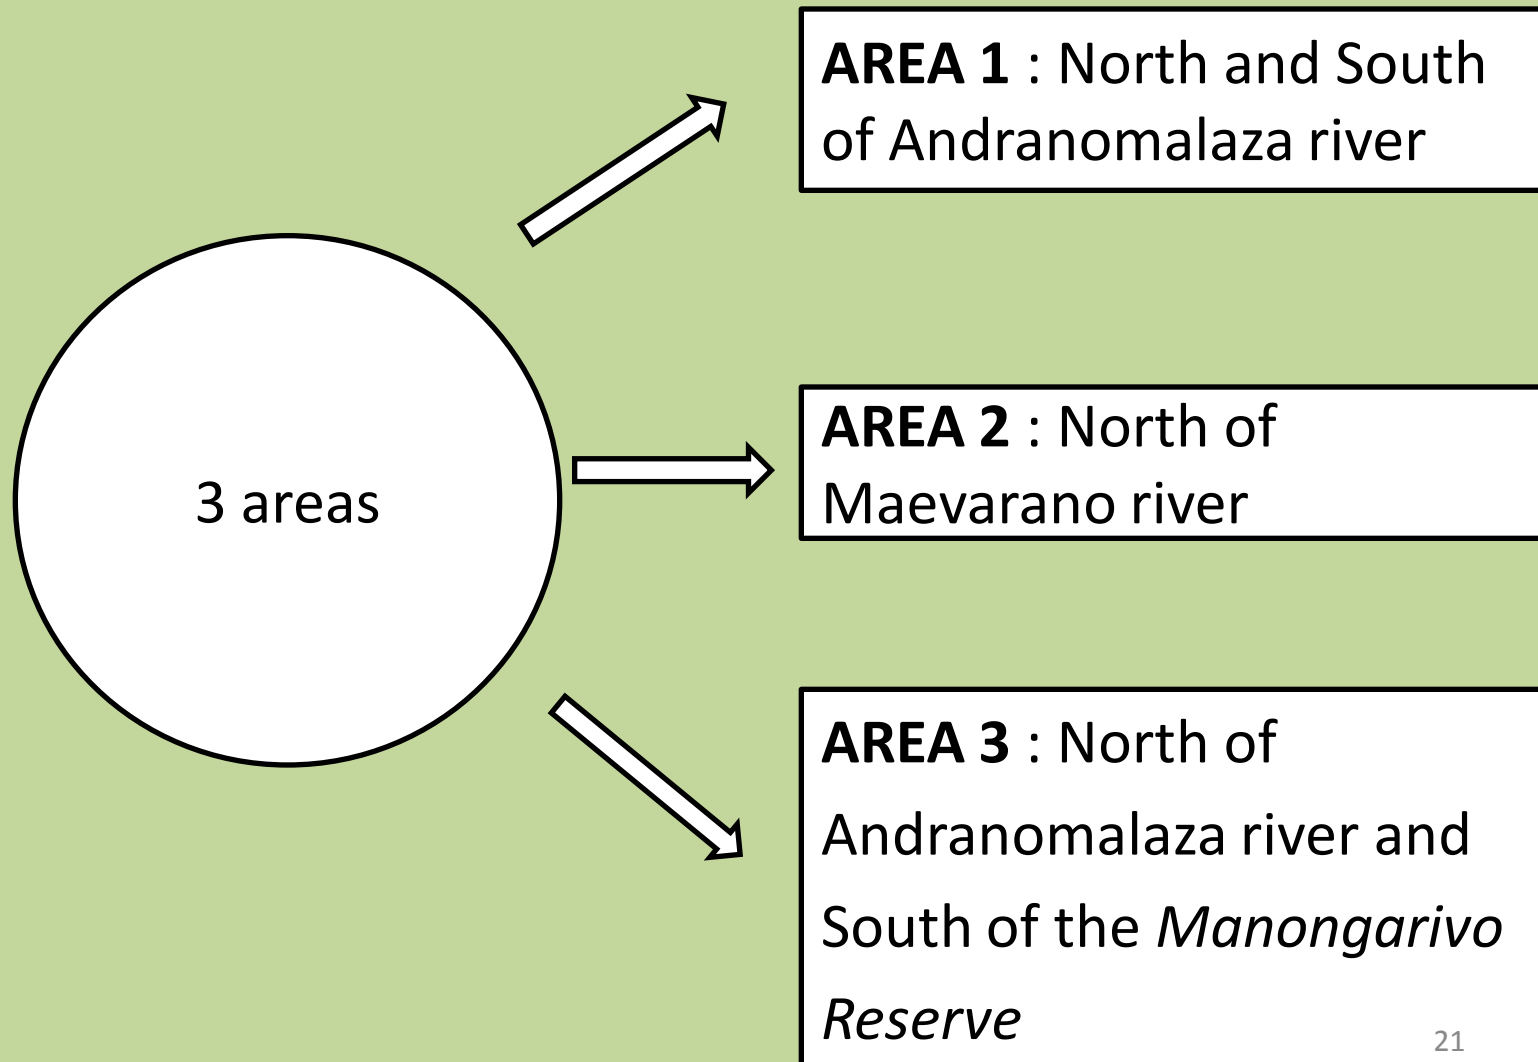 AREA 1 : North and South
of Andranomalaza river
3 areas
AREA 2 : North of
Maevarano river
AREA 3 : North of
Andranomalaza river and
South of the Manongarivo
Reserve
21